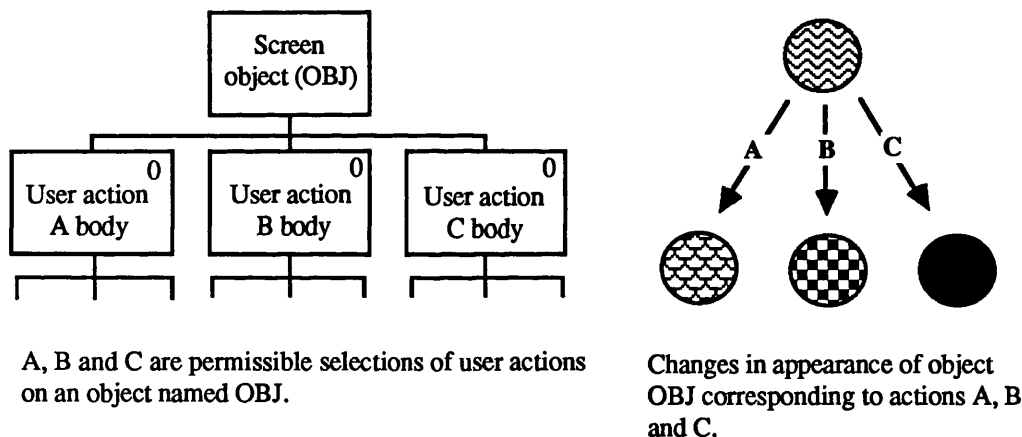 Screen
object (OBJ)
0
User action
A body
0
User action
B body
0
User action
C body
A, B and C are permissible selections of user actions
on an object named OBJ.
A
B
C
Changes in appearance of object
OBJ corresponding to actions A, B
and C.